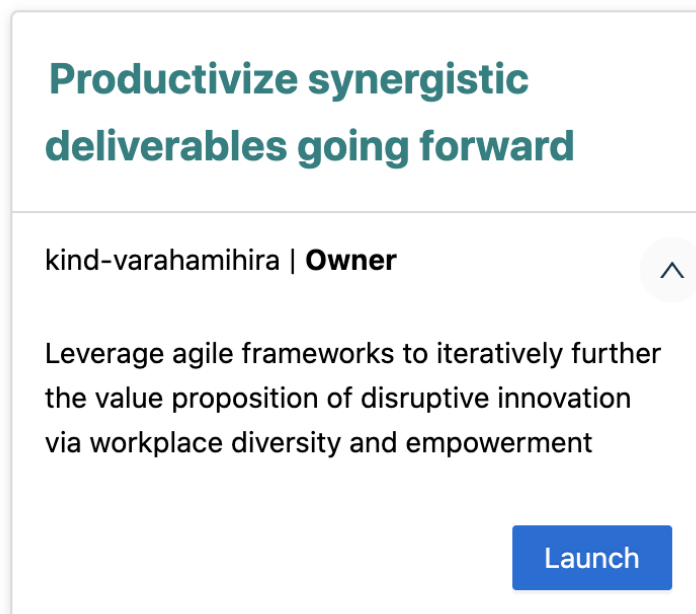 Productivize synergistic
deliverables going forward
kind-varahamihira | Owner
Leverage agile frameworks to iteratively further
the value proposition of disruptive innovation
via workplace diversity and empowerment
Launch